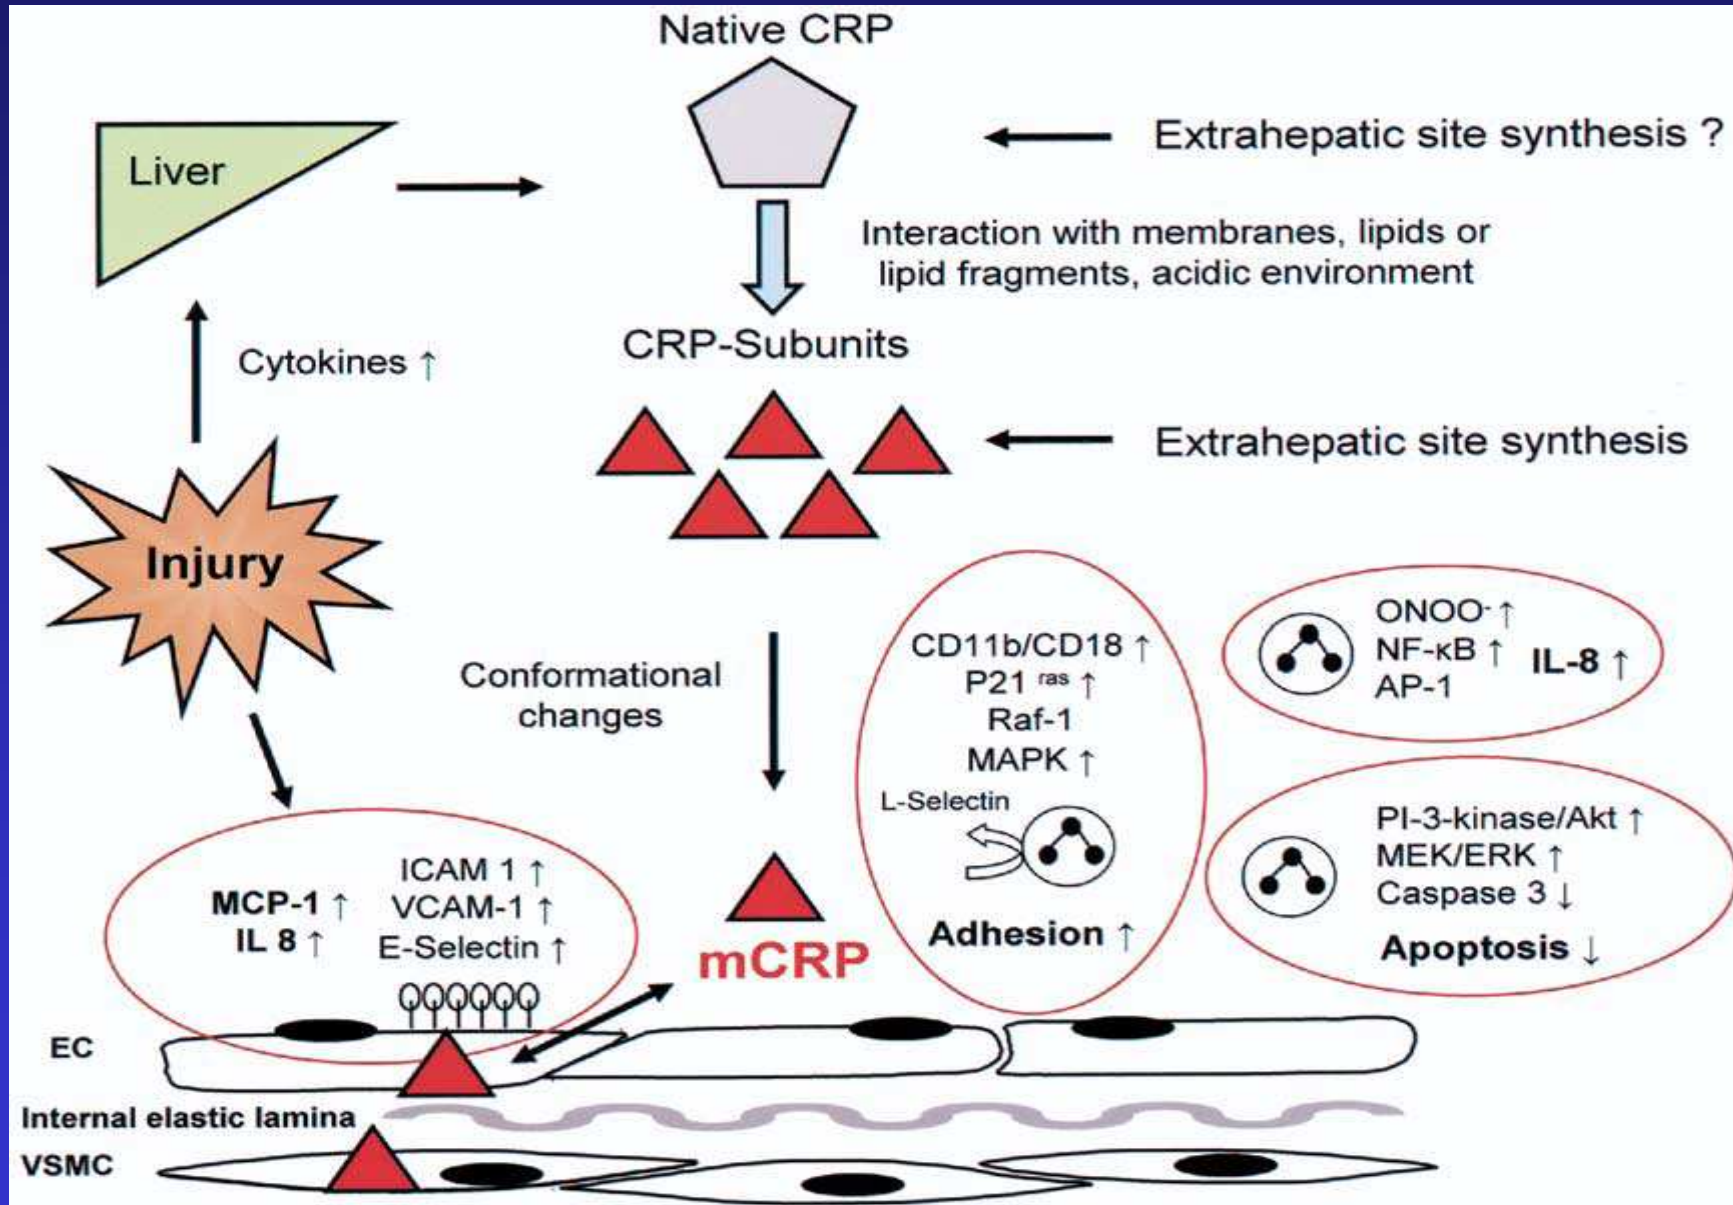 Native CRP
Liver
Extrahepatic site synthesis ?
Interaction with membranes, lipids or
lipid fragments, acidic environment
Cytokines ↑
CRP-Subunits
Extrahepatic site synthesis
Injury
Conformational
changes
CD11b/CD18 ↑
P21 ras ↑
Raf-1
MAPK ↑
L-Selectin
Adhesion ↑
ONOO- ↑
NF-κB ↑
AP-1
IL-8 ↑
PI-3-kinase/Akt ↑
MEK/ERK ↑
Caspase 3 ↓
Apoptosis ↓
MCP-1 ↑
IL 8 ↑
ICAM 1 ↑
VCAM-1 ↑
E-Selectin ↑
mCRP
EC
Internal elastic lamina
VSMC